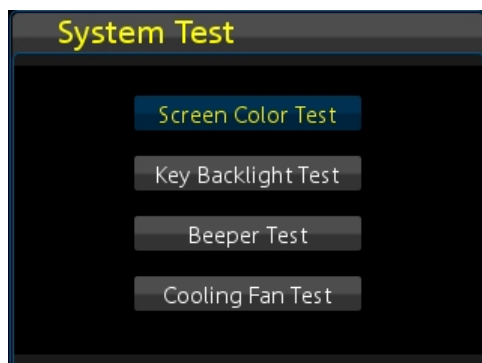 System Test
Screen Color Test
Key Backlight Test
Beeper Test
Cooling Fan Test